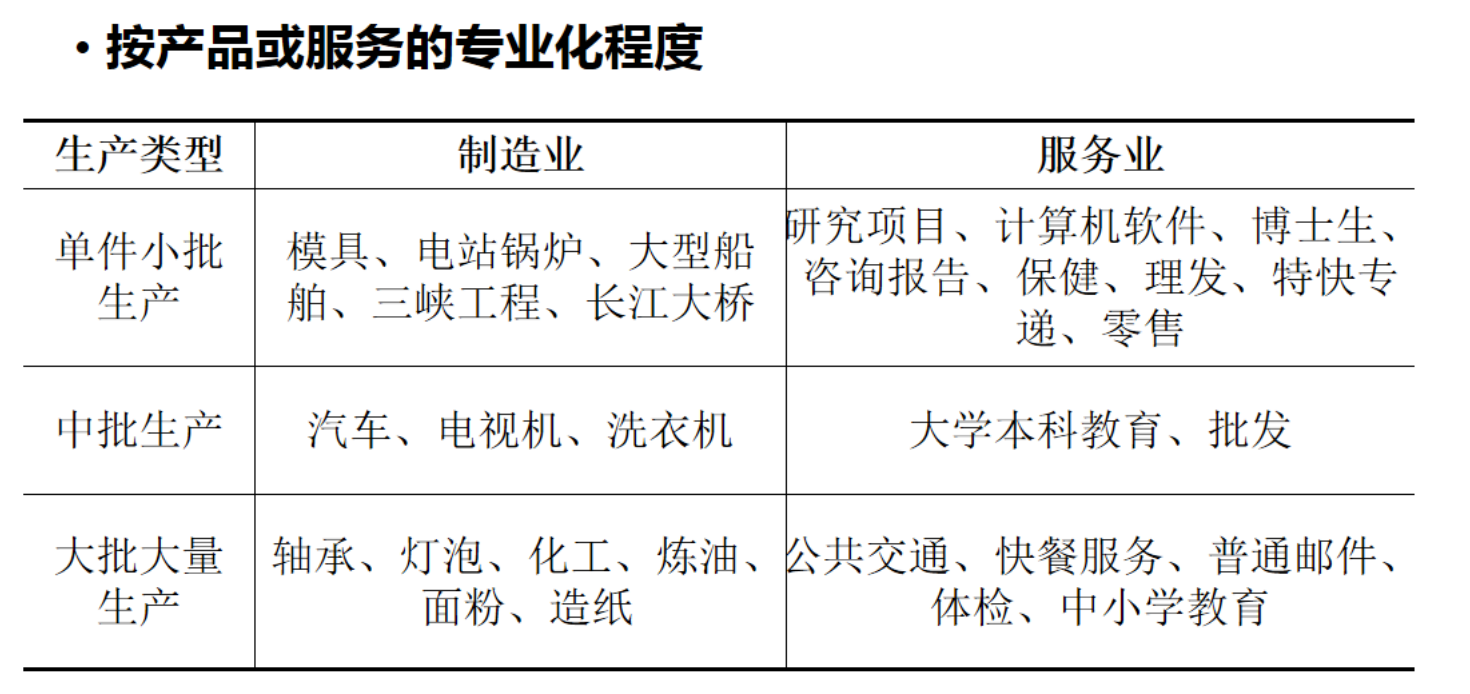 • 按产品或服务的专业化程度
生产类型 制造业 服务业
单件小批
生产
模具、电站锅炉、大型船
舶、三峡工程、长江大桥
研究项目、计算机软件、博士生、
咨询报告、保健、理发、特快专
递、零售
中批生产 汽车、电视机、洗衣机 大学本科教育、批发
大批大量
生产
轴承、灯泡、化工、炼油、
面粉、造纸
公共交通、快餐服务、普通邮件、
体检、中小学教育